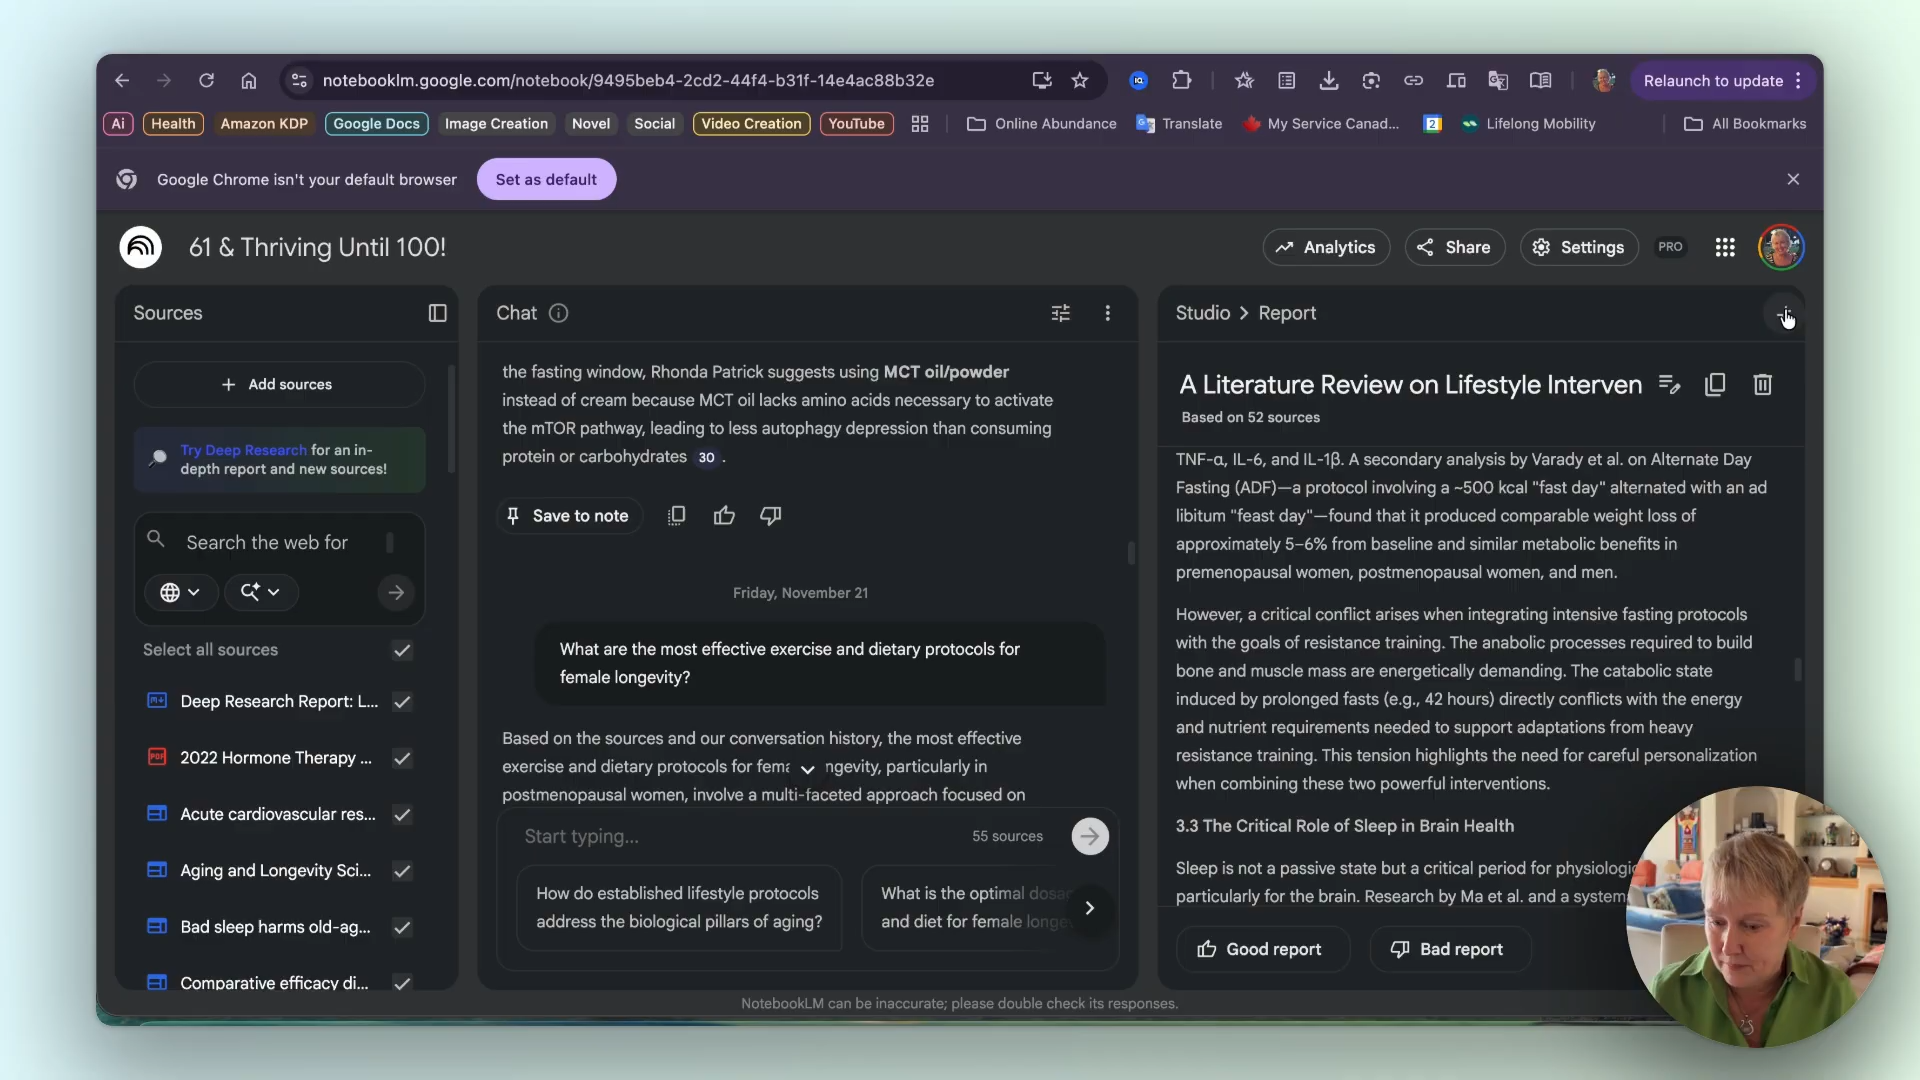 notebooklm.google.com/notebook/9495beb4-2cd2-44f4-b31f-14e4ac88b32e
Relaunch to update
Ai
Health
Amazon KDP
Google Docs
Image Creation
Novel
Social
Video Creation
YouTube
Online Abundance
Translate
My Service Canad...
2
Lifelong Mobility
All Bookmarks
Google Chrome isn't your default browser
Set as default
61 & Thriving Until 100!
Analytics
Share
Settings
PRO
Sources
Add sources
Try Deep Research for an in-
depth report and new sources!
Search the web for
Select all sources
Deep Research Report: L...
2022 Hormone Therapy ...
Acute cardiovascular res...
Aging and Longevity Sci...
Bad sleep harms old-ag...
Comparative efficacy di...
Chat
the fasting window, Rhonda Patrick suggests using MCT oil/powder
instead of cream because MCT oil lacks amino acids necessary to activate
the mTOR pathway, leading to less autophagy depression than consuming
protein or carbohydrates 30 .
Save to note
Friday, November 21
What are the most effective exercise and dietary protocols for
female longevity?
Based on the sources and our conversation history, the most effective
exercise and dietary protocols for fema ngevity, particularly in
postmenopausal women, involve a multi-faceted approach focused on
Start typing...
55 sources
How do established lifestyle protocols
address the biological pillars of aging?
What is the optimal dosa
and diet for female longe
NotebookLM can be inaccurate; please double check its responses.
Studio > Report
A Literature Review on Lifestyle Interven
Based on 52 sources
TNF-α, IL-6, and IL-1β. A secondary analysis by Varady et al. on Alternate Day
Fasting (ADF)—a protocol involving a ~500 kcal "fast day" alternated with an ad
libitum "feast day"—found that it produced comparable weight loss of
approximately 5–6% from baseline and similar metabolic benefits in
premenopausal women, postmenopausal women, and men.
However, a critical conflict arises when integrating intensive fasting protocols
with the goals of resistance training. The anabolic processes required to build
bone and muscle mass are energetically demanding. The catabolic state
induced by prolonged fasts (e.g., 42 hours) directly conflicts with the energy
and nutrient requirements needed to support adaptations from heavy
resistance training. This tension highlights the need for careful personalization
when combining these two powerful interventions.
3.3 The Critical Role of Sleep in Brain Health
Sleep is not a passive state but a critical period for physiologic
particularly for the brain. Research by Ma et al. and a system
Good report
Bad report